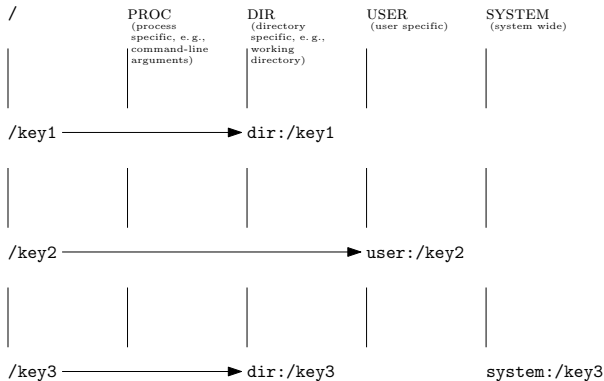 / PROC DIR USER SYSTEM
(process (directory (user specific) (system wide)
specific, e. g., specific, e. g.,
command-line working
arguments) directory)
/key1 dir:/key1
/key2 user:/key2
/key3 dir:/key3 system:/key3